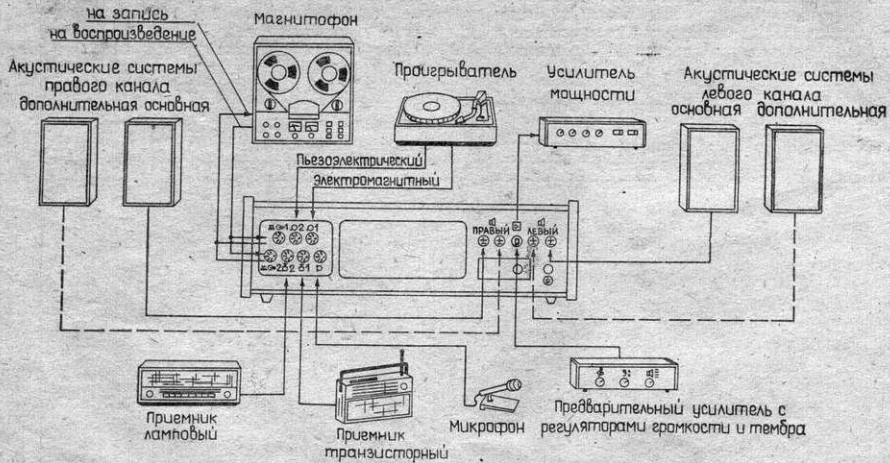 на запись
на воспроизведение
Магнитофон
Акустические системы
правого канала
дополнительная основная
Проигрыватель
Усилитель
мощности
Акустические системы
левого канала
основная дополнительная
Пьезоэлектрический
Электромагнитный
ПРАВЫЙ
ЛЕВЫЙ
Приемник
ламповый
Приемник
транзисторный
Микрофон
Предварительный усилитель с
регуляторами громкости и тембра